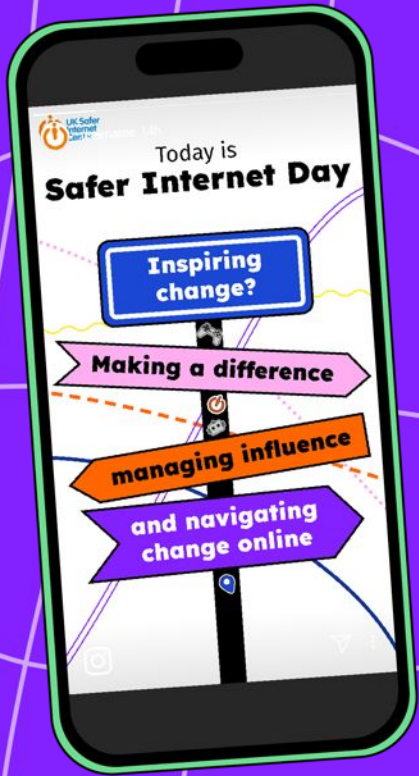 UK Safer
Internet
Centre
Today is
Safer Internet Day
Inspiring
change?
Making a difference
managing influence
and navigating
change online